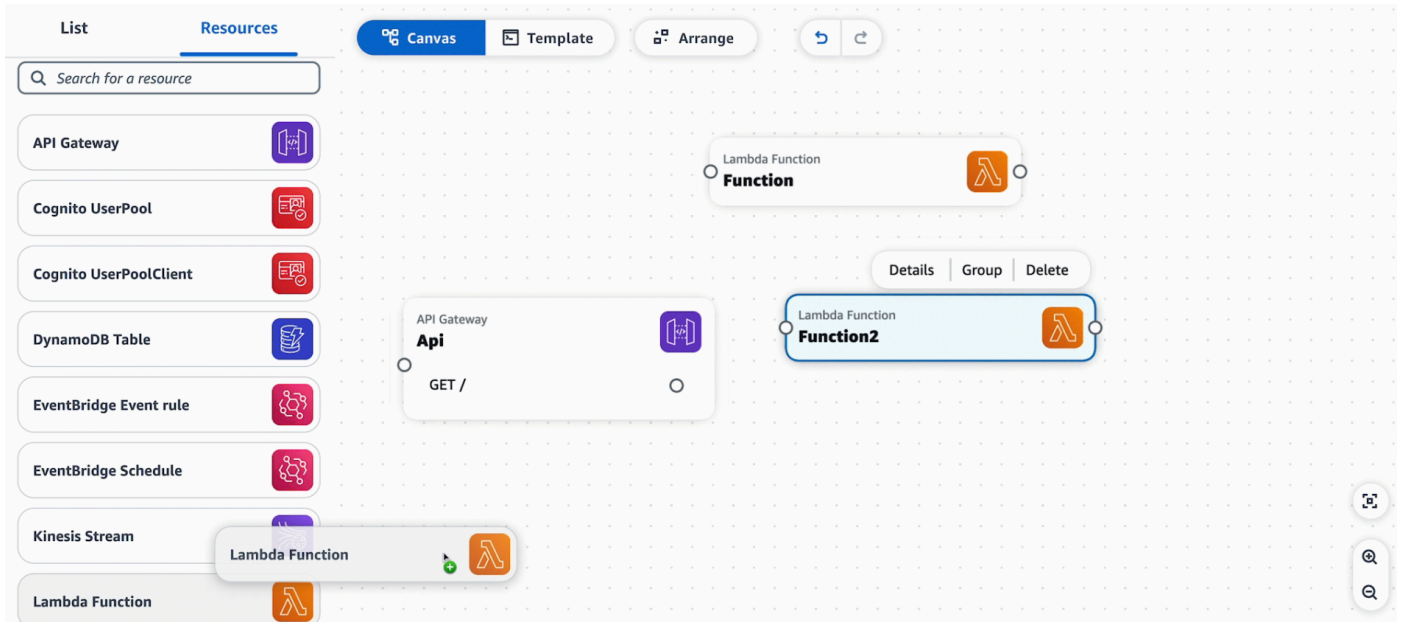 List
Resources
Canvas
Template
Arrange
Search for a resource
API Gateway
Cognito UserPool
Cognito UserPoolClient
DynamoDB Table
EventBridge Event rule
EventBridge Schedule
Kinesis Stream
Lambda Function
Lambda Function
Lambda Function
Function
Details
Group
Delete
Lambda Function
Function2
API Gateway
Api
GET /